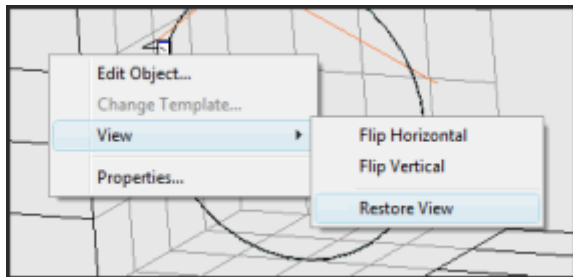 Edit Object...
Change Template...
View
Properties...
Flip Horizontal
Flip Vertical
Restore View